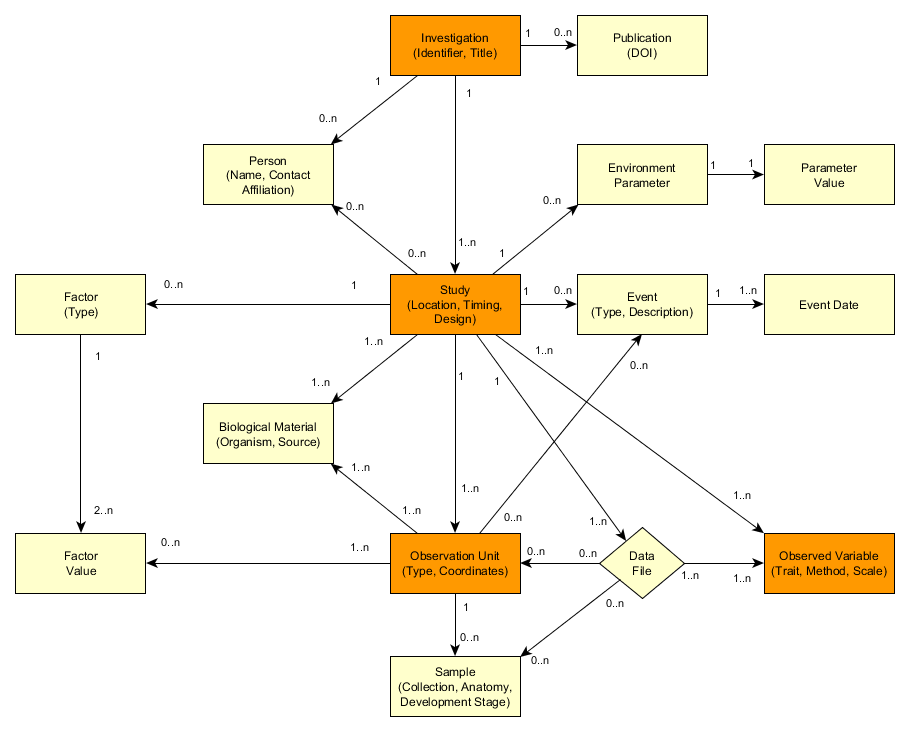 Investigation
(Identifier, Title)
1
0..n
Publication
(DOI)
1
1
0..n
Person
(Name, Contact
Affiliation)
Environment
Parameter
1
1
Parameter
Value
0..n
0..n
0..n
1..n
1
Factor
(Type)
0..n
1
Study
(Location, Timing,
Design)
1
0..n
Event
(Type, Description)
1
1..n
Event Date
1..n
1..n
1
1
1..n
0..n
1
Biological Material
(Organism, Source)
1..n
1..n
1..n
0..n
1..n
1..n
2..n
Factor
Value
0..n
1..n
Observation Unit
(Type, Coordinates)
0..n
0..n
Data
File
1..n
1..n
Observed Variable
(Trait, Method, Scale)
1
0..n
0..n
0..n
Sample
(Collection, Anatomy,
Development Stage)